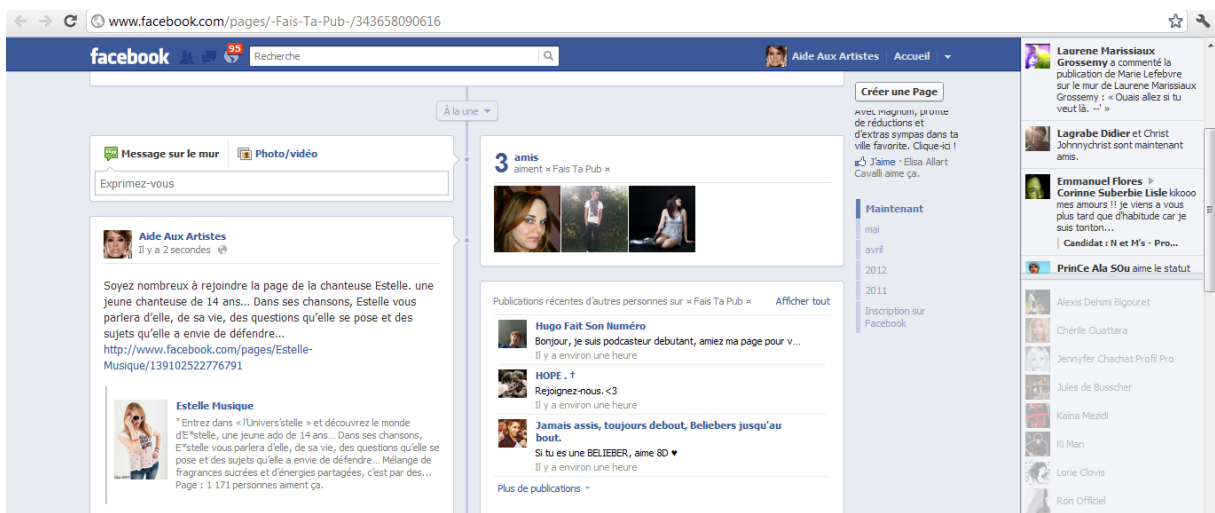 www.facebook.com/pages/-Fais-Ta-Pub-/343658090616
facebook
95
Recherche
Aide Aux Artistes
Accueil
À la une
Message sur le mur
Photo/vidéo
Exprimez-vous
Aide Aux Artistes
Il y a 2 secondes
Soyez nombreux à rejoindre la page de la chanteuse Estelle. une
jeune chanteuse de 14 ans... Dans ses chansons, Estelle vous
parlera d'elle, de sa vie, des questions qu'elle se pose et des
sujets qu'elle a envie de défendre...
http://www.facebook.com/pages/Estelle-
Musique/139102522776791
Estelle Musique
"Entrez dans «l'Univers'stelle » et découvrez le monde
d'E*stelle, une jeune ado de 14 ans... Dans ses chansons,
E*stelle vous parlera d'elle, de sa vie, des questions qu'elle se
pose et des sujets qu'elle a envie de défendre... Mélange de
fragrances sucrées et d'énergies partagées, c'est par des...
Page : 1 171 personnes aiment ça.
3 amis
aiment ¤ Fais Ta Pub ¤
Publications récentes d'autres personnes sur ¤ Fais Ta Pub ¤
Afficher tout
Hugo Fait Son Numéro
Bonjour, je suis podcasteur debutant, amiez ma page pour v...
Il y a environ une heure
HOPE . †
Rejoignez-nous. <3
Il y a environ une heure
Jamais assis, toujours debout, Beliebers jusqu'au
bout.
Si tu es une BELIEBER, aime 8D ♥
Il y a environ une heure
Plus de publications
Créer une Page
Avec Magnum, profite
de réductions et
d'extras sympas dans ta
ville favorite. Clique-ici !
J'aime · Elisa Allart
Cavalli aime ça.
Maintenant
mai
avril
2012
2011
Inscription sur
Facebook
Laurene Marissiaux
Grossemy a commenté la
publication de Marie Lefebvre
sur le mur de Laurene Marissiaux
Grossemy : « Ouais allez si tu
veut là. --' »
Lagrabe Didier et Christ
Johnnychrist sont maintenant
amis.
Emmanuel Flores
Corinne Suberbie Lisle kikooo
mes amours !! je viens a vous
plus tard que d'habitude car je
suis tonton...
Candidat : N et M's - Pro...
PrinCe Ala SOu aime le statut
Alexis Dehimi Bigouret
Chérile Ouattara
Jennyfer Chachat Profil Pro
Jules de Busscher
Kaina Mezidi
Ki Man
Lorie Clovis
Ron Officiel